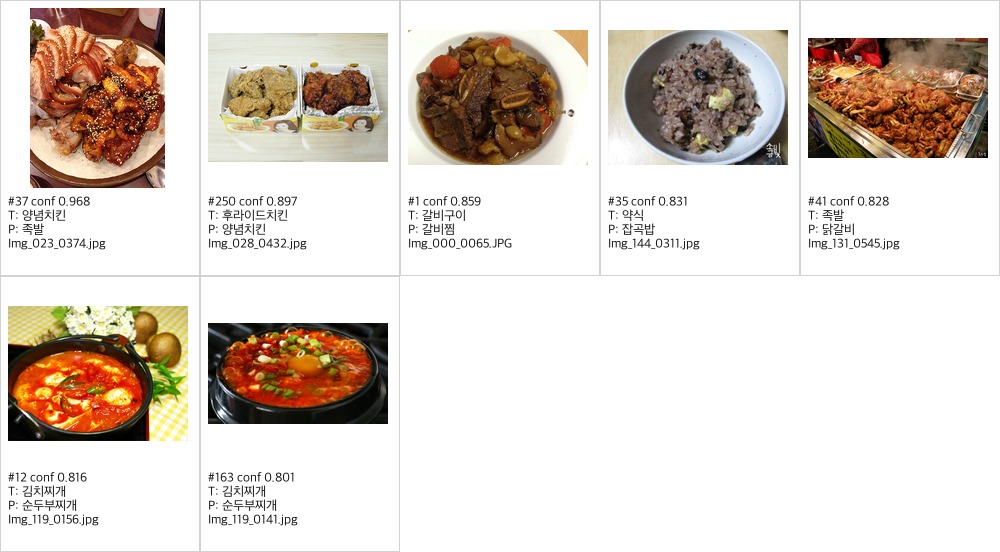 #37 conf 0.968
T: 양념치킨
P: 족발
Img_023_0374.jpg
#250 conf 0.897
T: 후라이드치킨
P: 양념치킨
Img_028_0432.jpg
#1 conf 0.859
T: 갈비구이
P: 갈비찜
Img_000_0065.JPG
#35 conf 0.831
T: 약식
P: 잡곡밥
Img_144_0311.jpg
#41 conf 0.828
T: 족발
P: 닭갈비
Img_131_0545.jpg
#12 conf 0.816
T: 김치찌개
P: 순두부찌개
Img_119_0156.jpg
#163 conf 0.801
T: 김치찌개
P: 순두부찌개
Img_119_0141.jpg